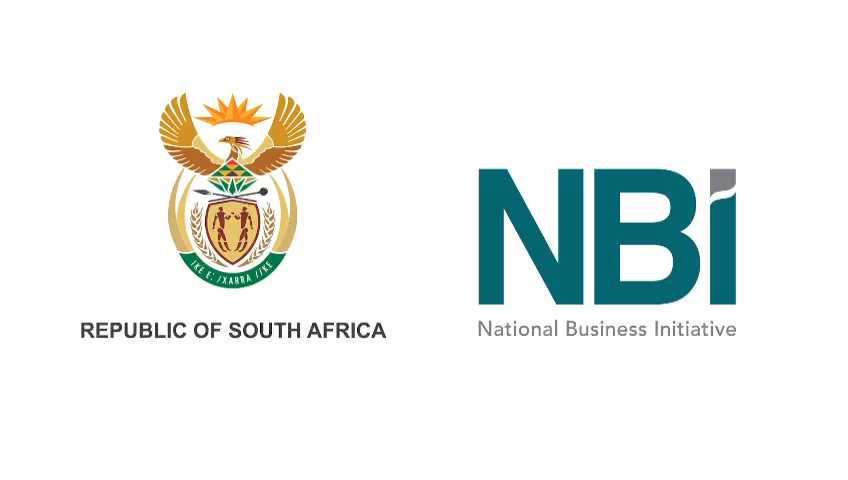 !KE E: /XARRA //KE
REPUBLIC OF SOUTH AFRICA
NBi
National Business Initiative